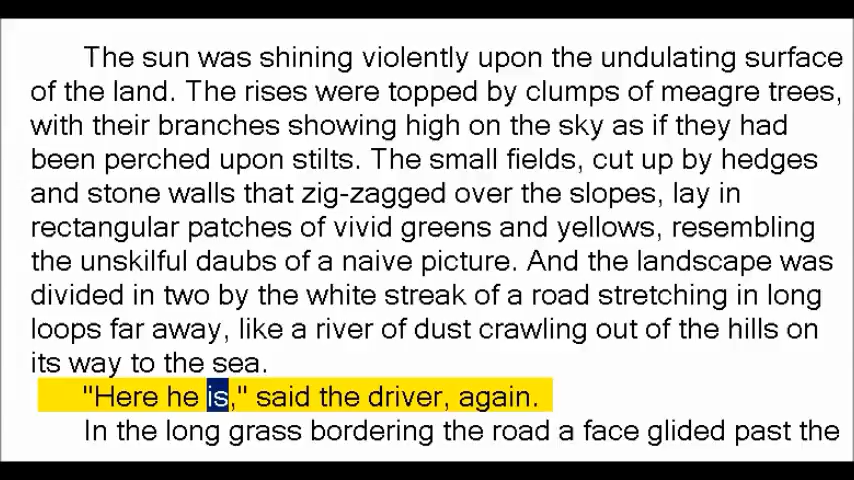 The sun was shining violently upon the undulating surface
of the land. The rises were topped by clumps of meagre trees,
with their branches showing high on the sky as if they had
been perched upon stilts. The small fields, cut up by hedges
and stone walls that zig-zagged over the slopes, lay in
rectangular patches of vivid greens and yellows, resembling
the unskilful daubs of a naive picture. And the landscape was
divided in two by the white streak of a road stretching in long
loops far away, like a river of dust crawling out of the hills on
its way to the sea.
"Here he is," said the driver, again.
In the long grass bordering the road a face glided past the